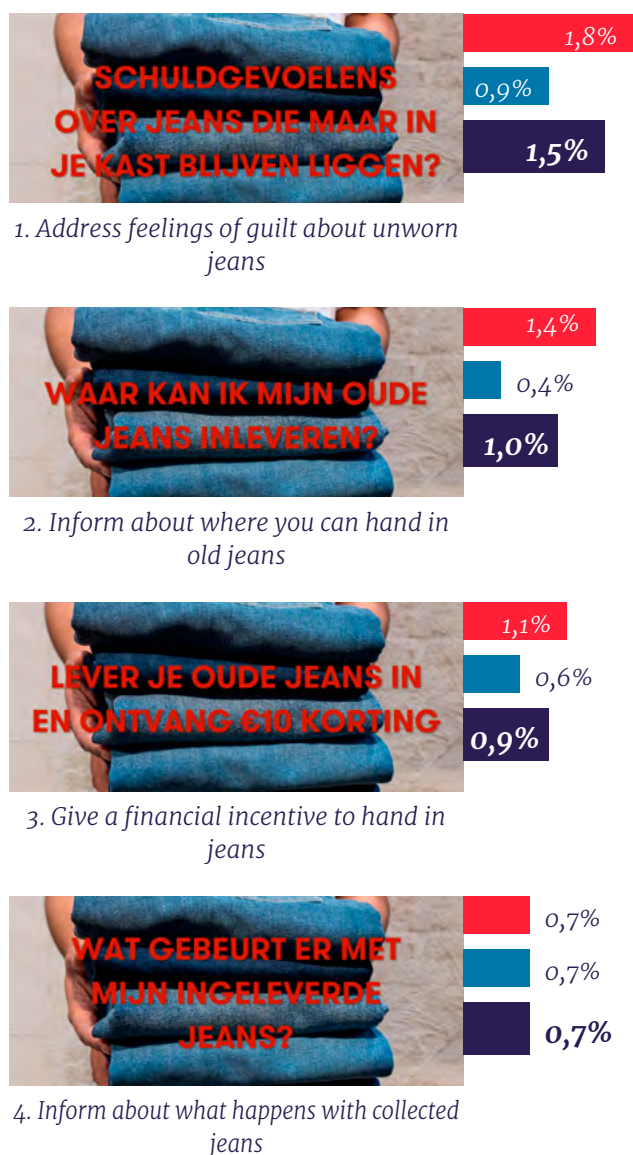 SCHULDGEVOELENS
OVER JEANS DIE MAAR IN
JE KAST BLIJVEN LIGGEN?
1,8%
0,9%
1,5%
1. Address feelings of guilt about unworn
jeans
WAAR KAN IK MIJN OUDE
JEANS INLEVEREN?
1,4%
0,4%
1,0%
2. Inform about where you can hand in
old jeans
LEVER JE OUDE JEANS IN
EN ONTVANG €10 KORTING
1,1%
0,6%
0,9%
3. Give a financial incentive to hand in
jeans
WAT GEBEURT ER MET
MIJN INGELEVERDE
JEANS?
0,7%
0,7%
0,7%
4. Inform about what happens with collected
jeans